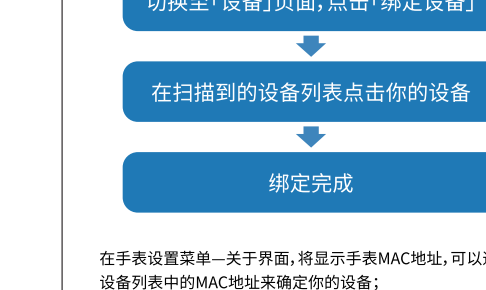 切换至「设备」页面，点击「绑定设备」
在扫描到的设备列表点击你的设备
绑定完成
在手表设置菜单—关于界面，将显示手表MAC地址，可以
设备列表中的MAC地址来确定你的设备；